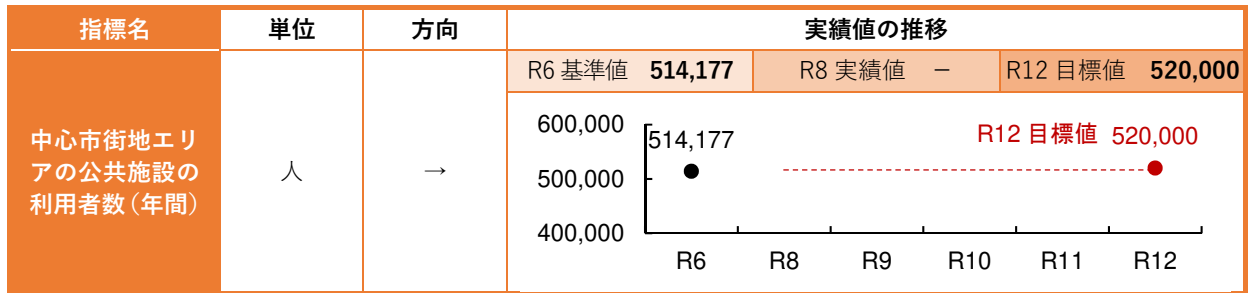 指標名 単位 方向 実績値の推移
R6 基準値 514,177 R8 実績値 － R12 目標値 520,000
中心市街地エリ
アの公共施設の
利用者数（年間）
人
→
600,000
500,000
400,000
514,177
R12 目標値 520,000
R6 R8 R9 R10 R11 R12